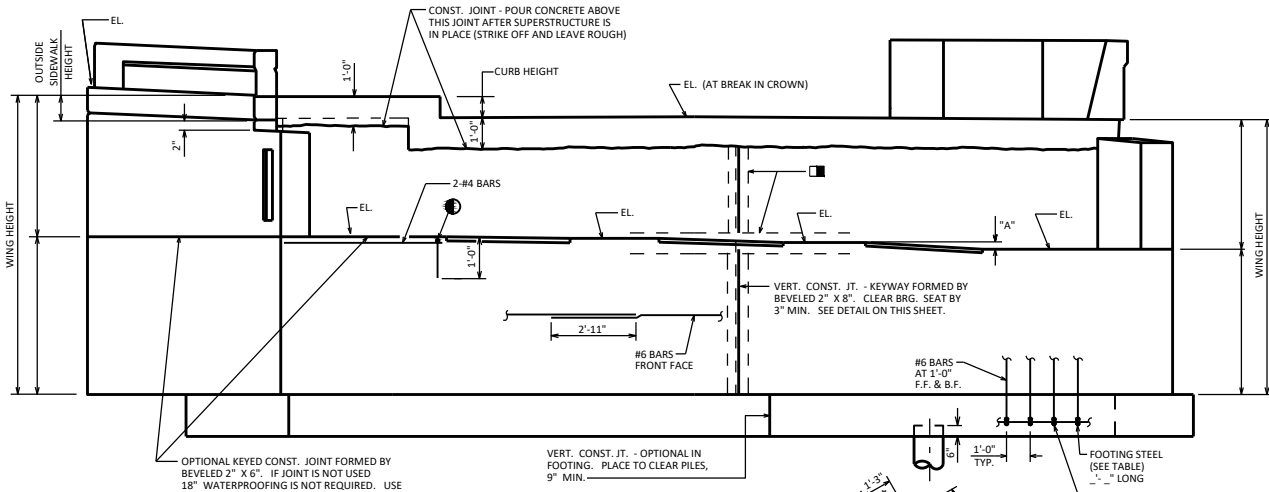 EL.
CONST. JOINT - POUR CONCRETE ABOVE
THIS JOINT AFTER SUPERSTRUCTURE IS
IN PLACE (STRIKE OFF AND LEAVE ROUGH)
OUTSIDE
SIDEWALK
HEIGHT
1'-0"
CURB HEIGHT
EL. (AT BREAK IN CROWN)
1'-0"
2"
2-#4 BARS
EL.
EL.
EL.
"A"
EL.
WING HEIGHT
WING HEIGHT
1'-0"
VERT. CONST. JT. - KEYWAY FORMED BY
BEVELED 2" X 8". CLEAR BRG. SEAT BY
3" MIN. SEE DETAIL ON THIS SHEET.
2'-11"
#6 BARS
FRONT FACE
#6 BARS
AT 1'-0"
F.F. & B.F.
OPTIONAL KEYED CONST. JOINT FORMED BY
BEVELED 2" X 6". IF JOINT IS NOT USED
18" WATERPROOFING IS NOT REQUIRED. USE
VERT. CONST. JT. - OPTIONAL IN
FOOTING. PLACE TO CLEAR PILES,
9" MIN.
6"
1'-0"
TYP.
1'-3"
FOOTING STEEL
(SEE TABLE)
_'- _" LONG